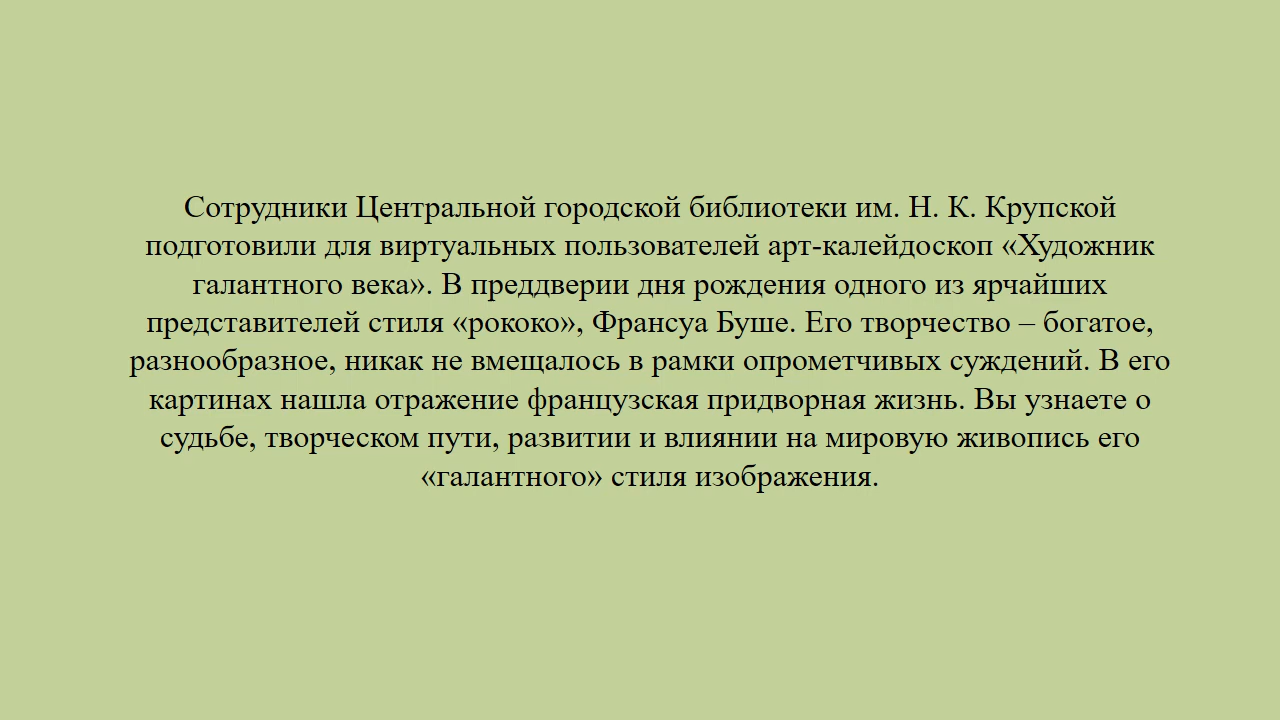 Сотрудники Центральной городской библиотеки им. Н. К. Крупской
подготовили для виртуальных пользователей арт-калейдоскоп «Художник
галантного века». В преддверии дня рождения одного из ярчайших
представителей стиля «рококо», Франсуа Буше. Его творчество – богатое,
разнообразное, никак не вмещалось в рамки опрометчивых суждений. В его
картинах нашла отражение французская придворная жизнь. Вы узнаете о
судьбе, творческом пути, развитии и влиянии на мировую живопись его
«галантного» стиля изображения.